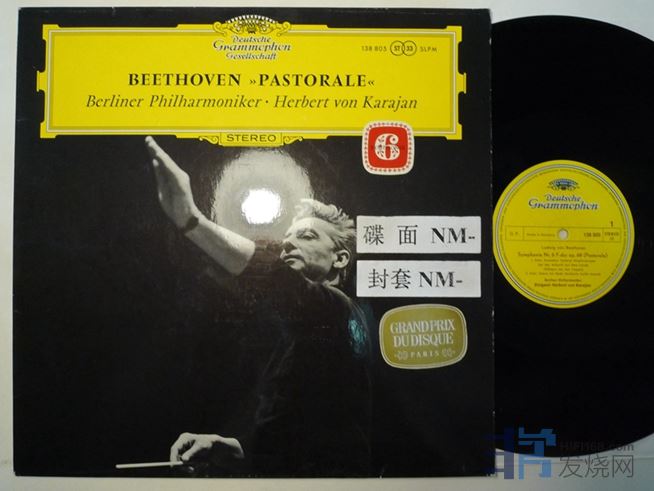 Deutsche
Grammophon
Gesellschaft
138 805 ST 33 SLPM
BEETHOVEN »PASTORALE«
Berliner Philharmoniker · Herbert von Karajan
STEREO
6
碟 面 NM-
封套 NM-
GRAND PRIX
DU DISQUE
PARIS
Deutsche
Grammophon
1
138 805
STEREO
Ludwig van Beethoven
Symphonie Nr. 6 F-dur op. 68 (Pastorale)
Berliner Philharmoniker
Dirigent: Herbert von Karajan
HIFI168.com
发烧网